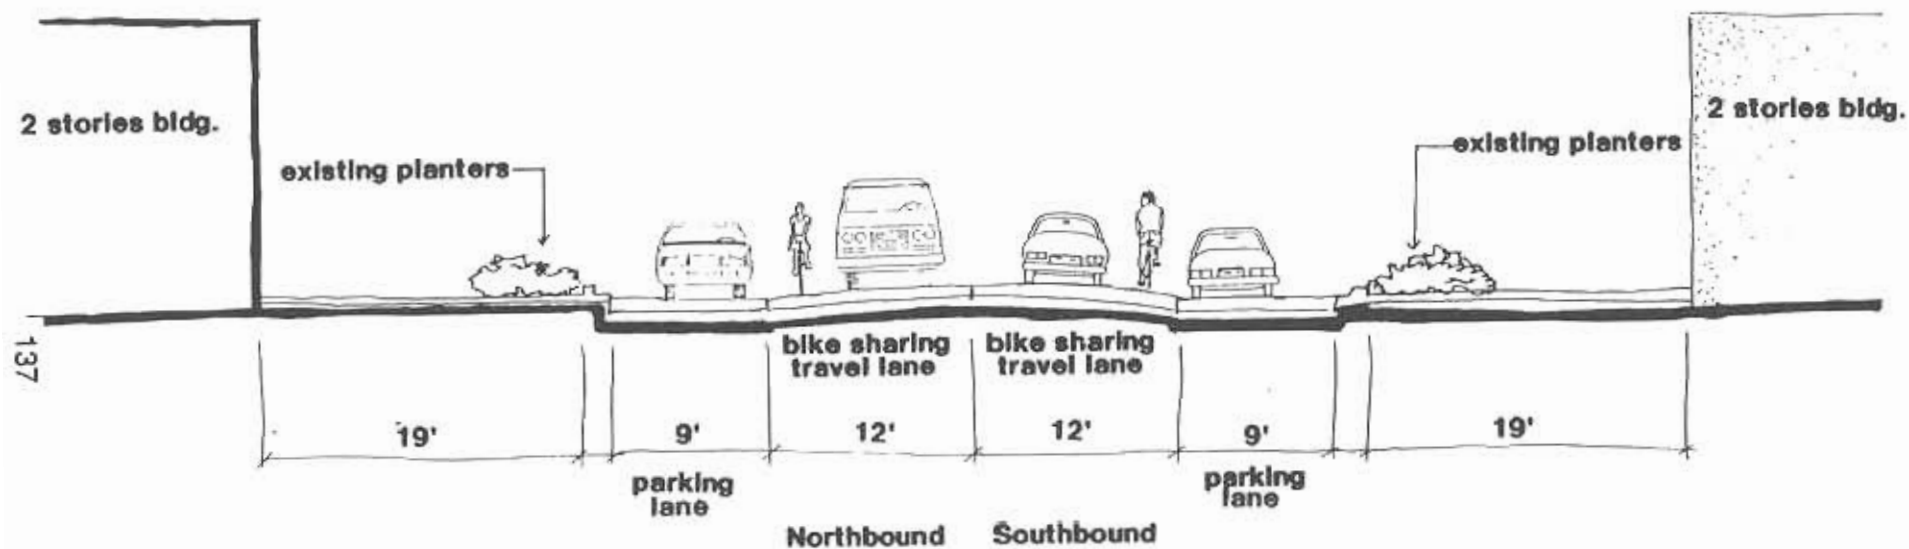 2 stories bldg.
2 stories bldg.
existing planters
existing planters
137
bike sharing
travel lane
bike sharing
travel lane
19'
9'
12'
12'
9'
19'
parking
lane
parking
lane
Northbound
Southbound